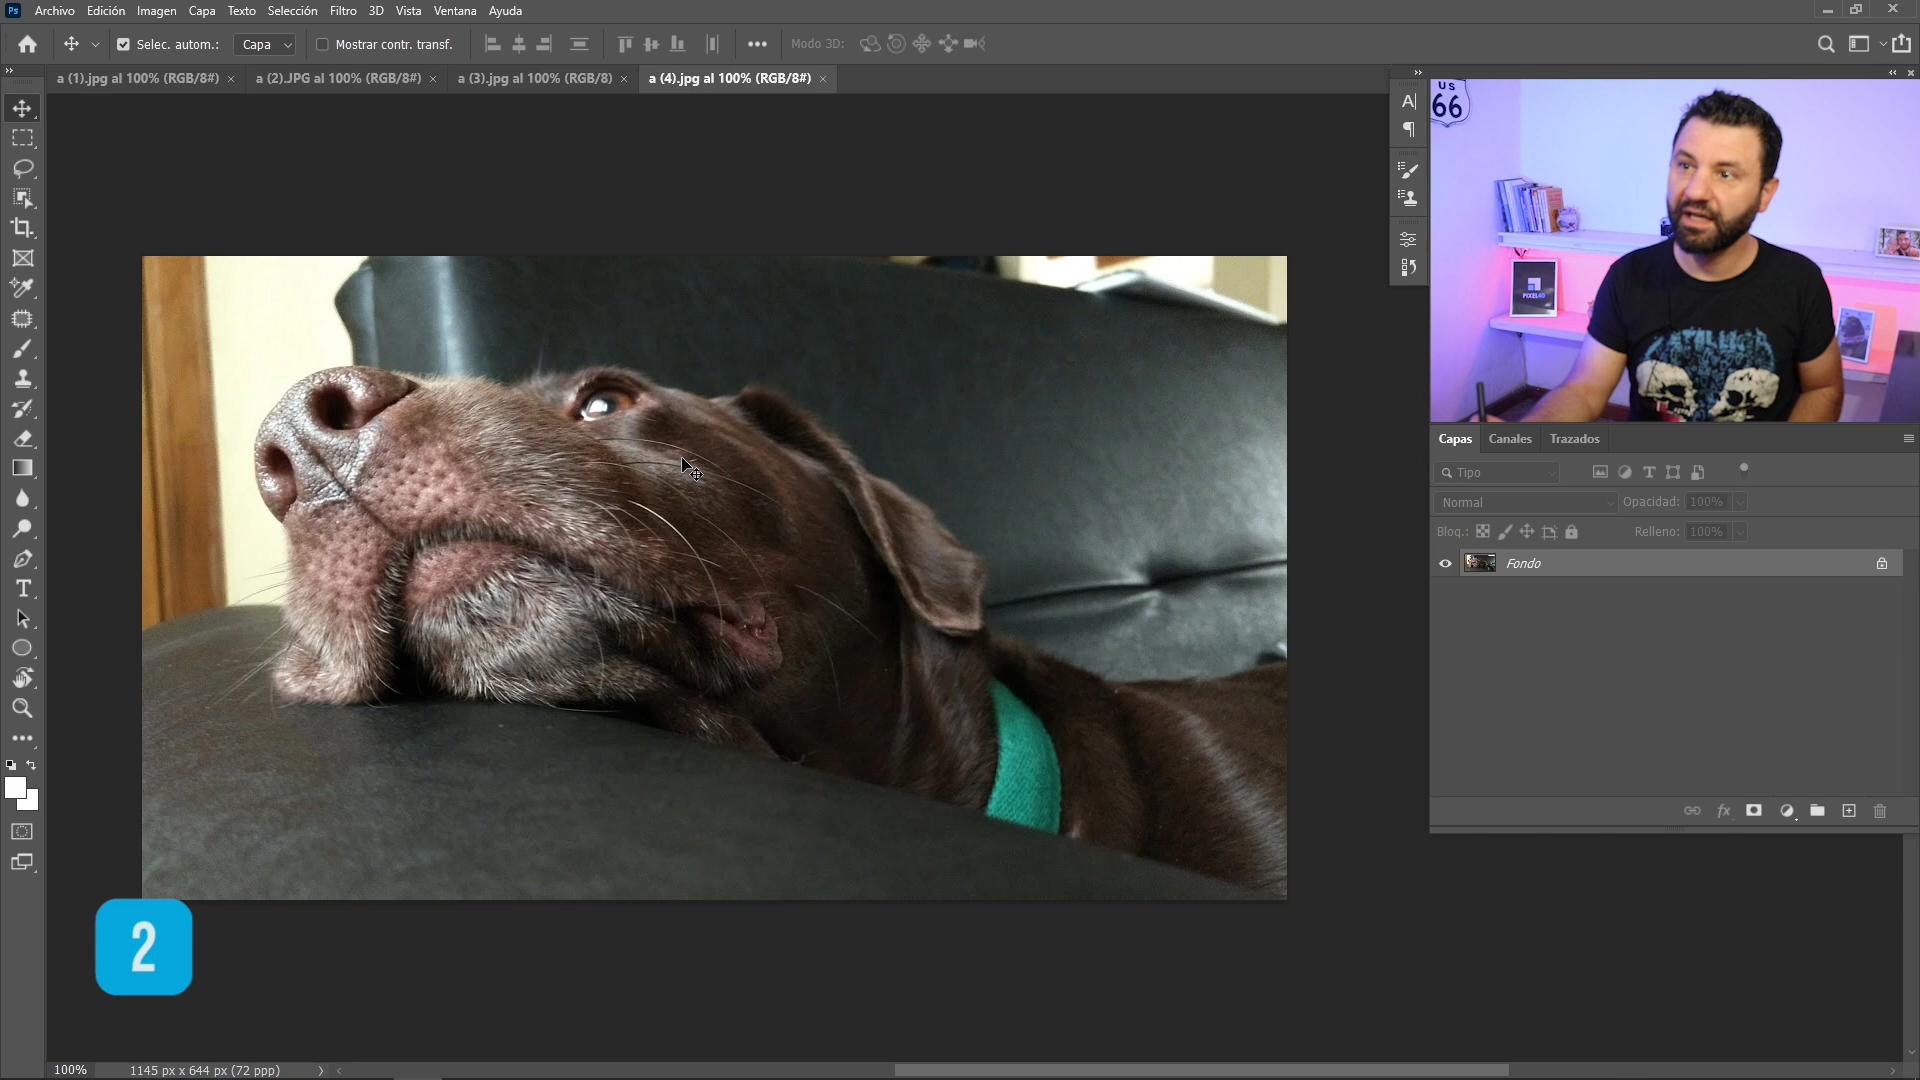 Ps Archivo Edición Imagen Capa Texto Selección Filtro 3D Vista Ventana Ayuda
Selec. autom.: Capa Mostrar contr. transf. Modo 3D:
a (1).jpg al 100% (RGB/8#) a (2).JPG al 100% (RGB/8#) a (3).jpg al 100% (RGB/8) a (4).jpg al 100% (RGB/8#)
US
66
PIXEL
Capas Canales Trazados
Tipo
Normal Opacidad: 100%
Bloq.: Relleno: 100%
Fondo
2
100% 1145 px x 644 px (72 ppp)